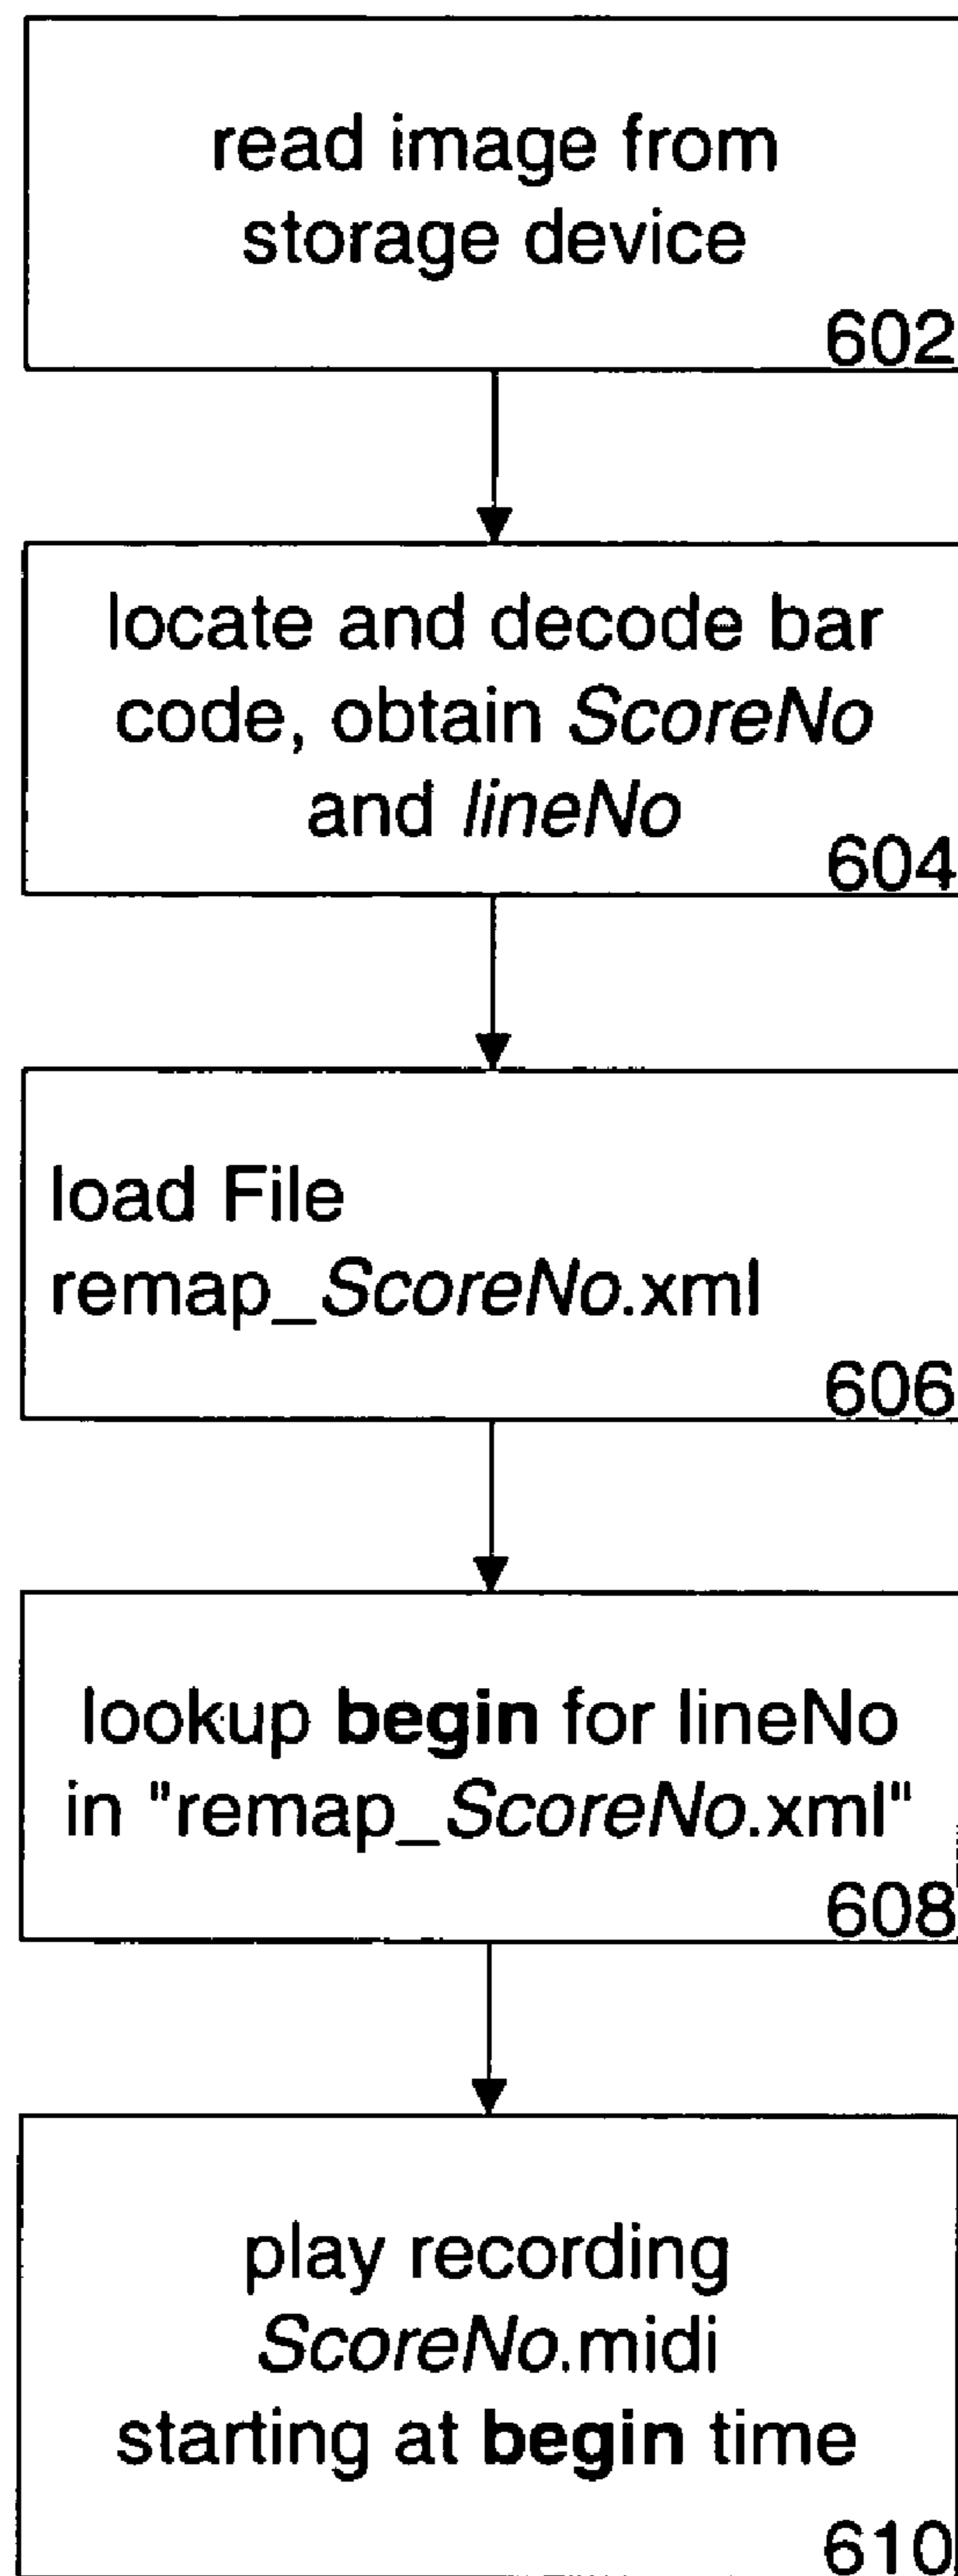 read image from
storage device
602
locate and decode bar
code, obtain ScoreNo
and lineNo
604
load File
remap_ScoreNo.xml
606
lookup begin for lineNo
in "remap_ScoreNo.xml"
608
play recording
ScoreNo.midi
starting at begin time
610